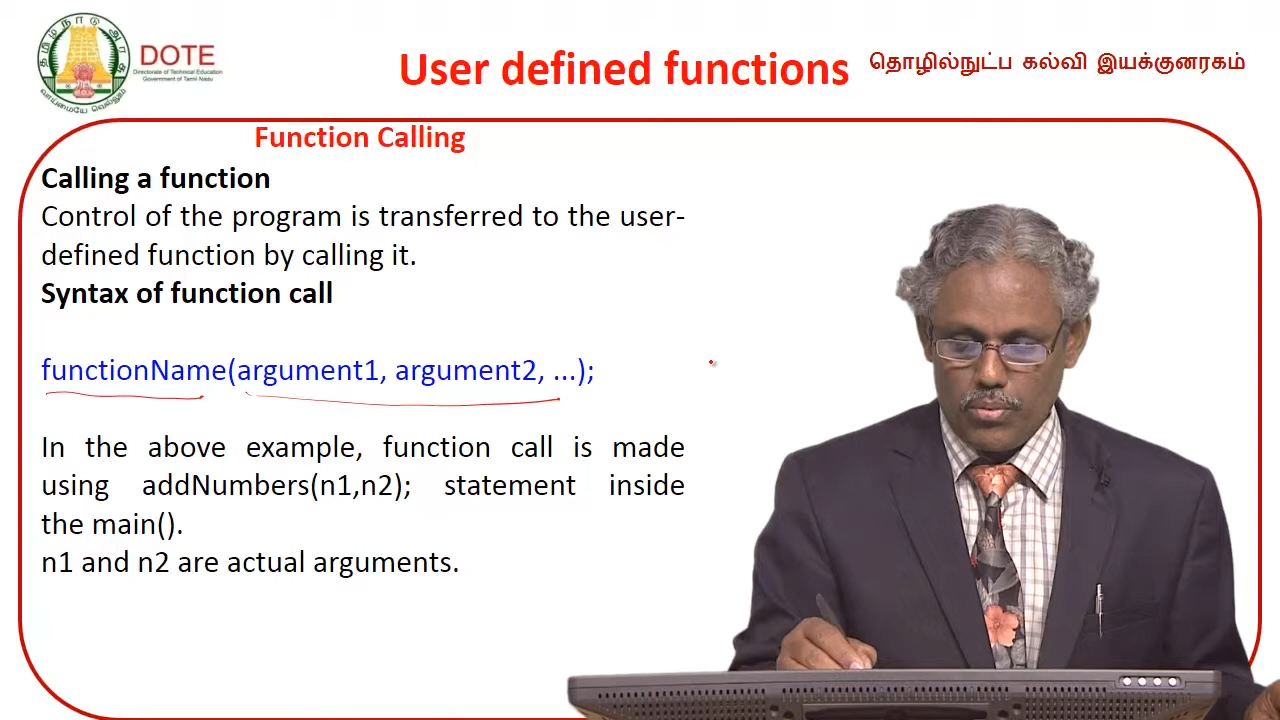 தமிழ்நாடு அரசு
வாய்மையே வெல்லும்
DOTE
Directorate of Technical Education
Government of Tamil Nadu
User defined functions
தொழில்நுட்ப கல்வி இயக்குனரகம்
Function Calling
Calling a function
Control of the program is transferred to the user-
defined function by calling it.
Syntax of function call
functionName(argument1, argument2, ...);
In the above example, function call is made
using addNumbers(n1,n2); statement inside
the main().
n1 and n2 are actual arguments.